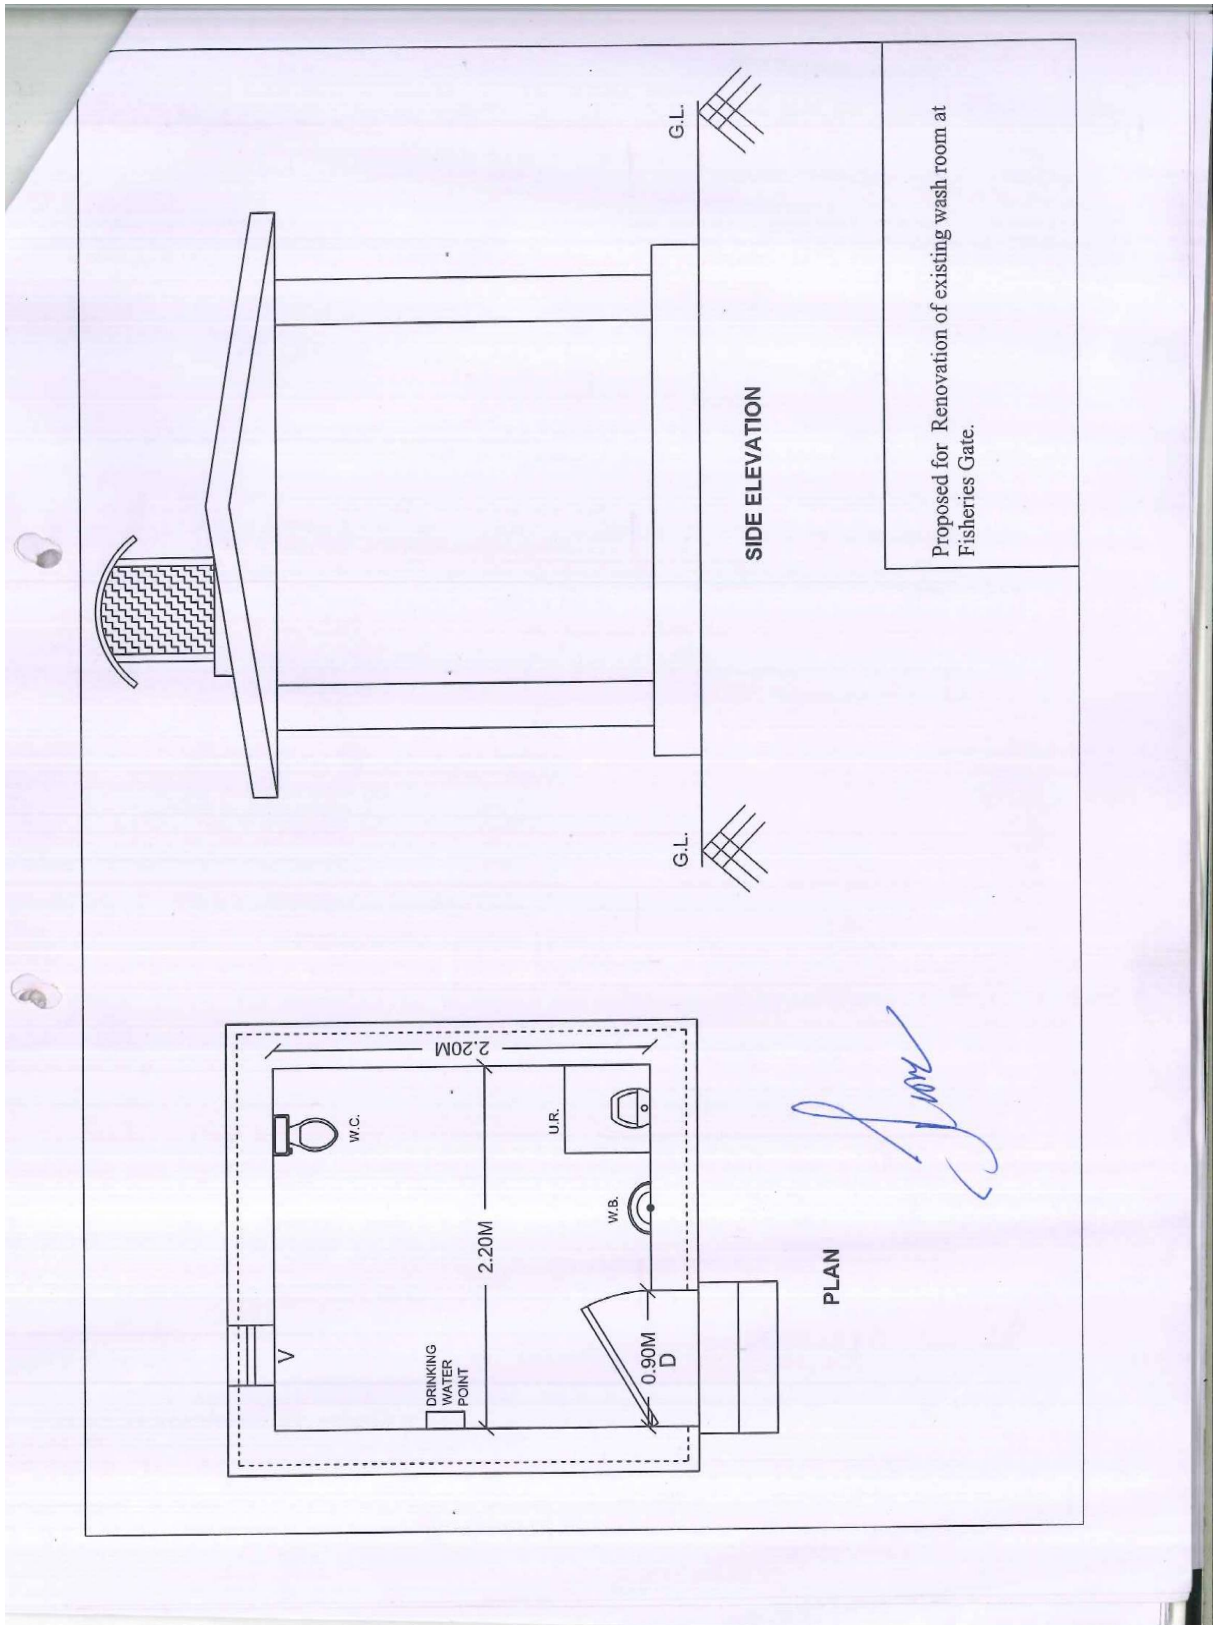 V
W.C.
2.20M
DRINKING
WATER
POINT
2.20M
U.R.
W.B.
0.90M
D
PLAN
G.L.
G.L.
SIDE ELEVATION
Proposed for Renovation of existing wash room at
Fisheries Gate.